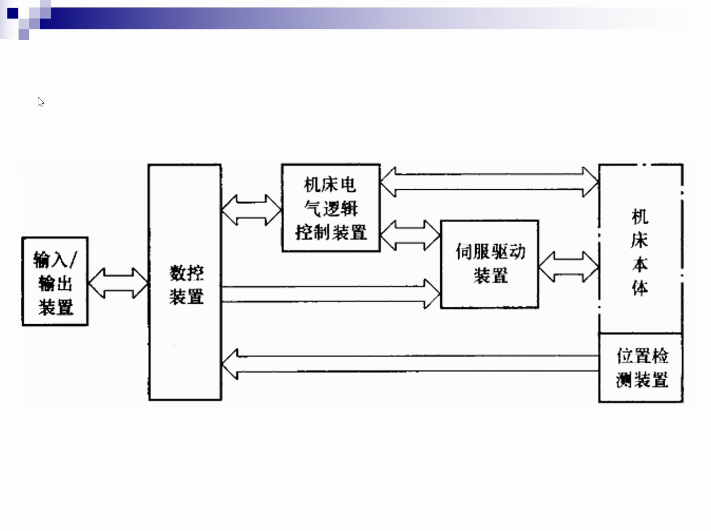 输入/
输出
装置
数控
装置
机床电
气逻辑
控制装置
伺服驱动
装置
机
床
本
体
位置检
测装置